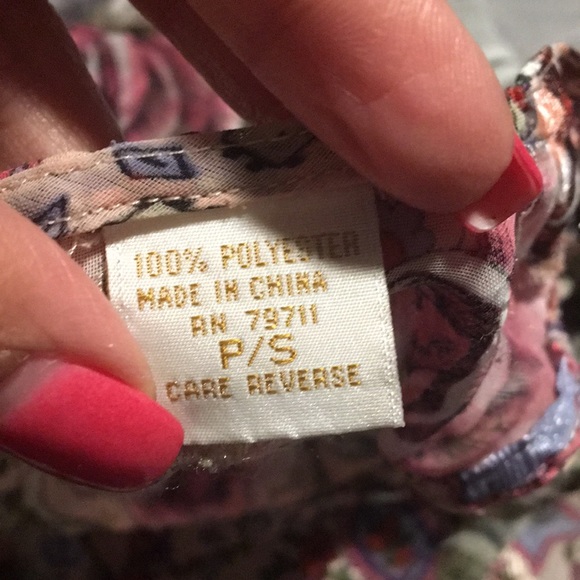 100% POLYESTER
MADE IN CHINA
RN 79711
P/S
CARE REVERSE